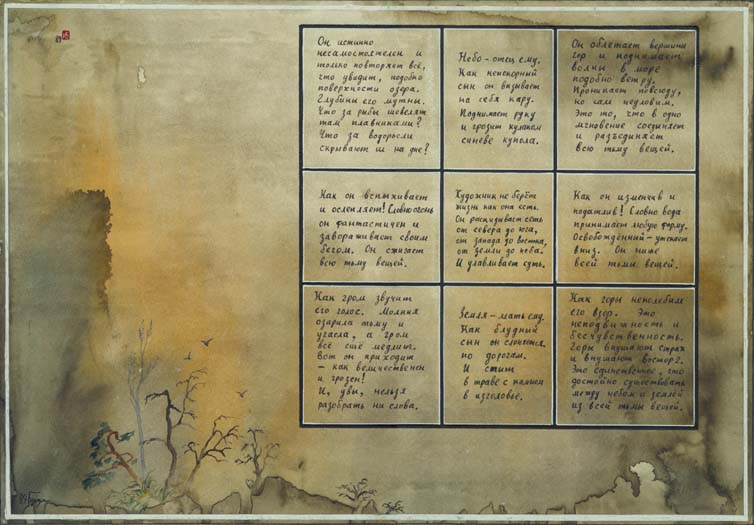 Он истинно
несамостоятелен и
только повторяет всё,
что увидит, подобно
поверхности озера.
Глубины его мутны.
Что за рыбы шевелят
там плавниками?
Что за водоросли
скрывают ил на дне?
Небо – отец ему.
Как непокорный
сын он вызывает
на себя кару.
Поднимает руку
и грозит кулаком
синеве купола.
Он облетает вершины
гор и поднимает
волны в море
подобно ветру.
Проникает повсюду,
но сам неуловим.
Это то, что в одно
мгновение соединяет
и разъединяет
всю тьму вещей.
Как он вспыхивает
и ослепляет! Словно огонь
он фантастичен и
завораживает своим
бегом. Он сжигает
всю тьму вещей.
Художник не берёт
жизнь как она есть.
Он раскидывает сеть
от севера до юга,
от запада до востока,
от земли до неба.
И улавливает суть.
Как он изменчив и
податлив! Словно вода
принимает любую форму.
Освобождённый – утекает
вниз. Он ниже
всей тьмы вещей.
Как гром звучит
его голос. Молния
озарила тьму и
угасла, а гром
всё ещё медлит.
Вот он приходит
– как величественен
и грозен!
И, увы, нельзя
разобрать ни слова.
Земля – мать ему.
Как блудный
сын он слоняется
по дорогам.
И спит
в траве с камнем
в изголовье.
Как горы непоколебим
его взор. Это
неподвижность и
бесчувственность.
Горы внушают страх
и внушают восторг.
Это единственное, что
достойно существовать
между небом и землёй
из всей тьмы вещей.